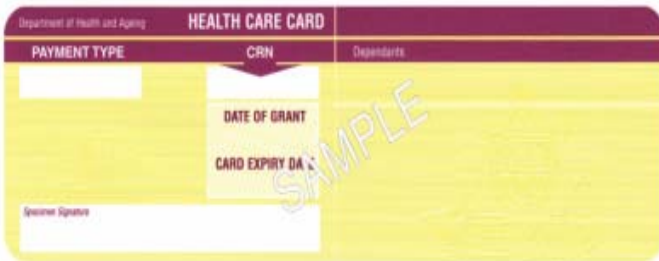 Department of Health and Ageing
HEALTH CARE CARD
PAYMENT TYPE
CRN
Dependants
DATE OF GRANT
CARD EXPIRY DATE
SAMPLE
Specimen Signature